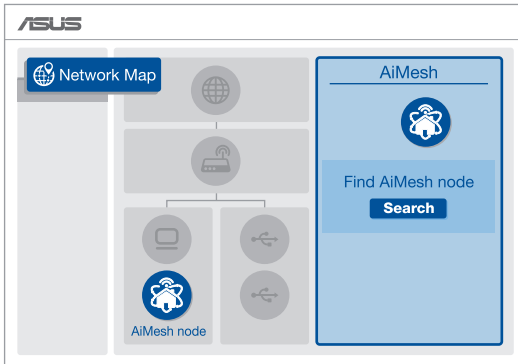 ASUS
Network Map
AiMesh
Find AiMesh node
Search
AiMesh node